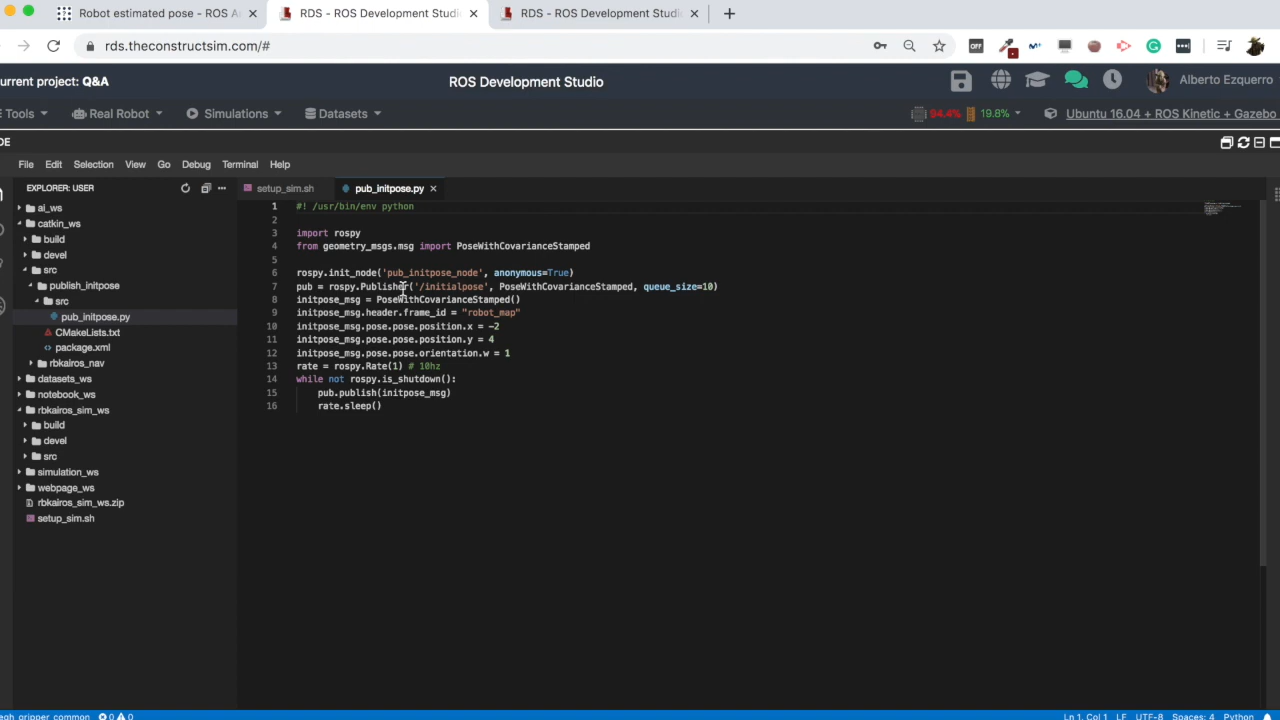 Robot estimated pose - ROS A
RDS - ROS Development Studi
RDS - ROS Development Studi
rds.theconstructsim.com/#
OFF
urrent project: Q&A
ROS Development Studio
Alberto Ezquerro
Tools
Real Robot
Simulations
Datasets
94.4%
19.8%
Ubuntu 16.04 + ROS Kinetic + Gazebo
DE
File Edit Selection View Go Debug Terminal Help
EXPLORER: USER
setup_sim.sh
pub_initpose.py
ai_ws
catkin_ws
build
devel
src
publish_initpose
src
pub_initpose.py
CMakeLists.txt
package.xml
rbkairos_nav
datasets_ws
notebook_ws
rbkairos_sim_ws
build
devel
src
simulation_ws
webpage_ws
rbkairos_sim_ws.zip
setup_sim.sh
1 #! /usr/bin/env python
2
3 import rospy
4 from geometry_msgs.msg import PoseWithCovarianceStamped
5
6 rospy.init_node('pub_initpose_node', anonymous=True)
7 pub = rospy.Publisher('/initialpose', PoseWithCovarianceStamped, queue_size=10)
8 initpose_msg = PoseWithCovarianceStamped()
9 initpose_msg.header.frame_id = "robot_map"
10 initpose_msg.pose.pose.position.x = -2
11 initpose_msg.pose.pose.position.y = 4
12 initpose_msg.pose.pose.orientation.w = 1
13 rate = rospy.Rate(1) # 10hz
14 while not rospy.is_shutdown():
15 pub.publish(initpose_msg)
16 rate.sleep()
egh_gripper_common 0 0
Ln 1, Col 1 LF UTF-8 Spaces: 4 Python